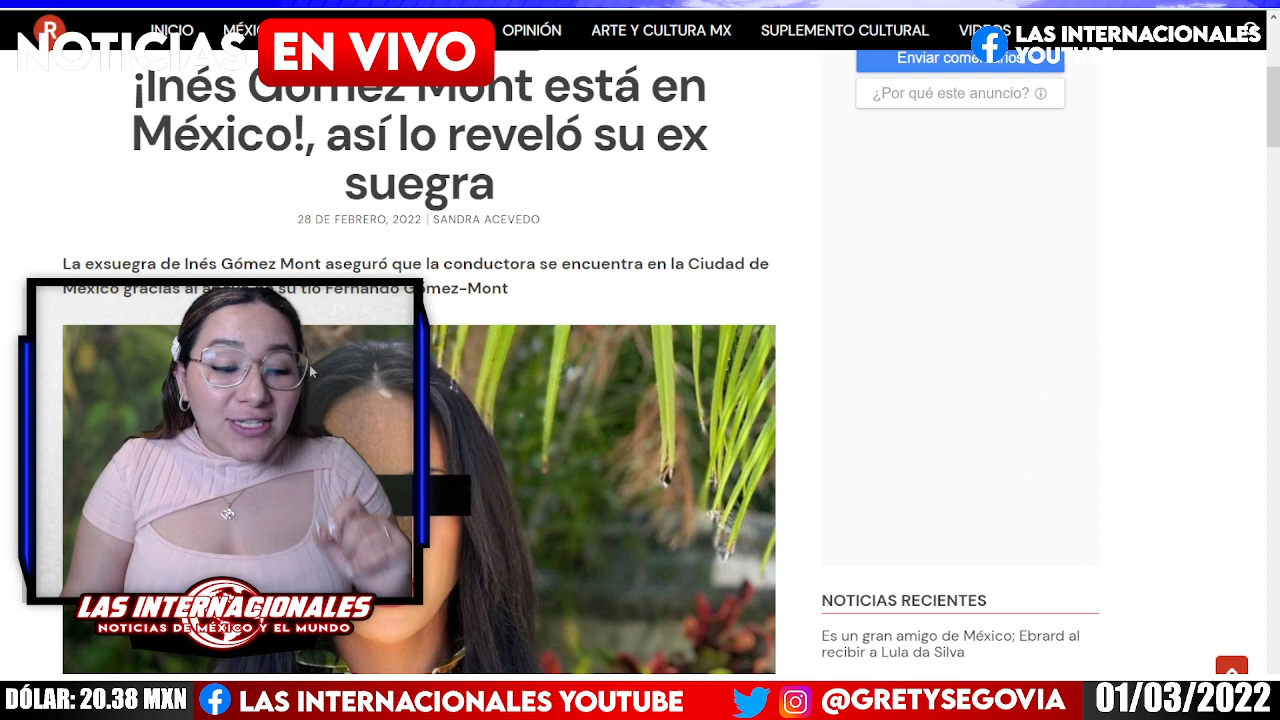 INICIO
OPINIÓN
ARTE Y CULTURA MX
SUPLEMENTO CULTURAL
NOTICIAS
EN VIVO
LAS INTERNACIONALES
YOUTUBE
¡Inés Gómez Mont está en
México!, así lo reveló su ex
suegra
28 DE FEBRERO, 2022 | SANDRA ACEVEDO
La exsuegra de Inés Gómez Mont aseguró que la conductora se encuentra en la Ciudad de
México gracias al su tío Fernando Gómez-Mont
¿Por qué este anuncio?
NOTICIAS RECIENTES
Es un gran amigo de México; Ebrard al
recibir a Lula da Silva
LAS INTERNACIONALES
NOTICIAS DE MÉXICO Y EL MUNDO
DÓLAR: 20.38 MXN
LAS INTERNACIONALES YOUTUBE
@GRETYSEGOVIA
01/03/2022